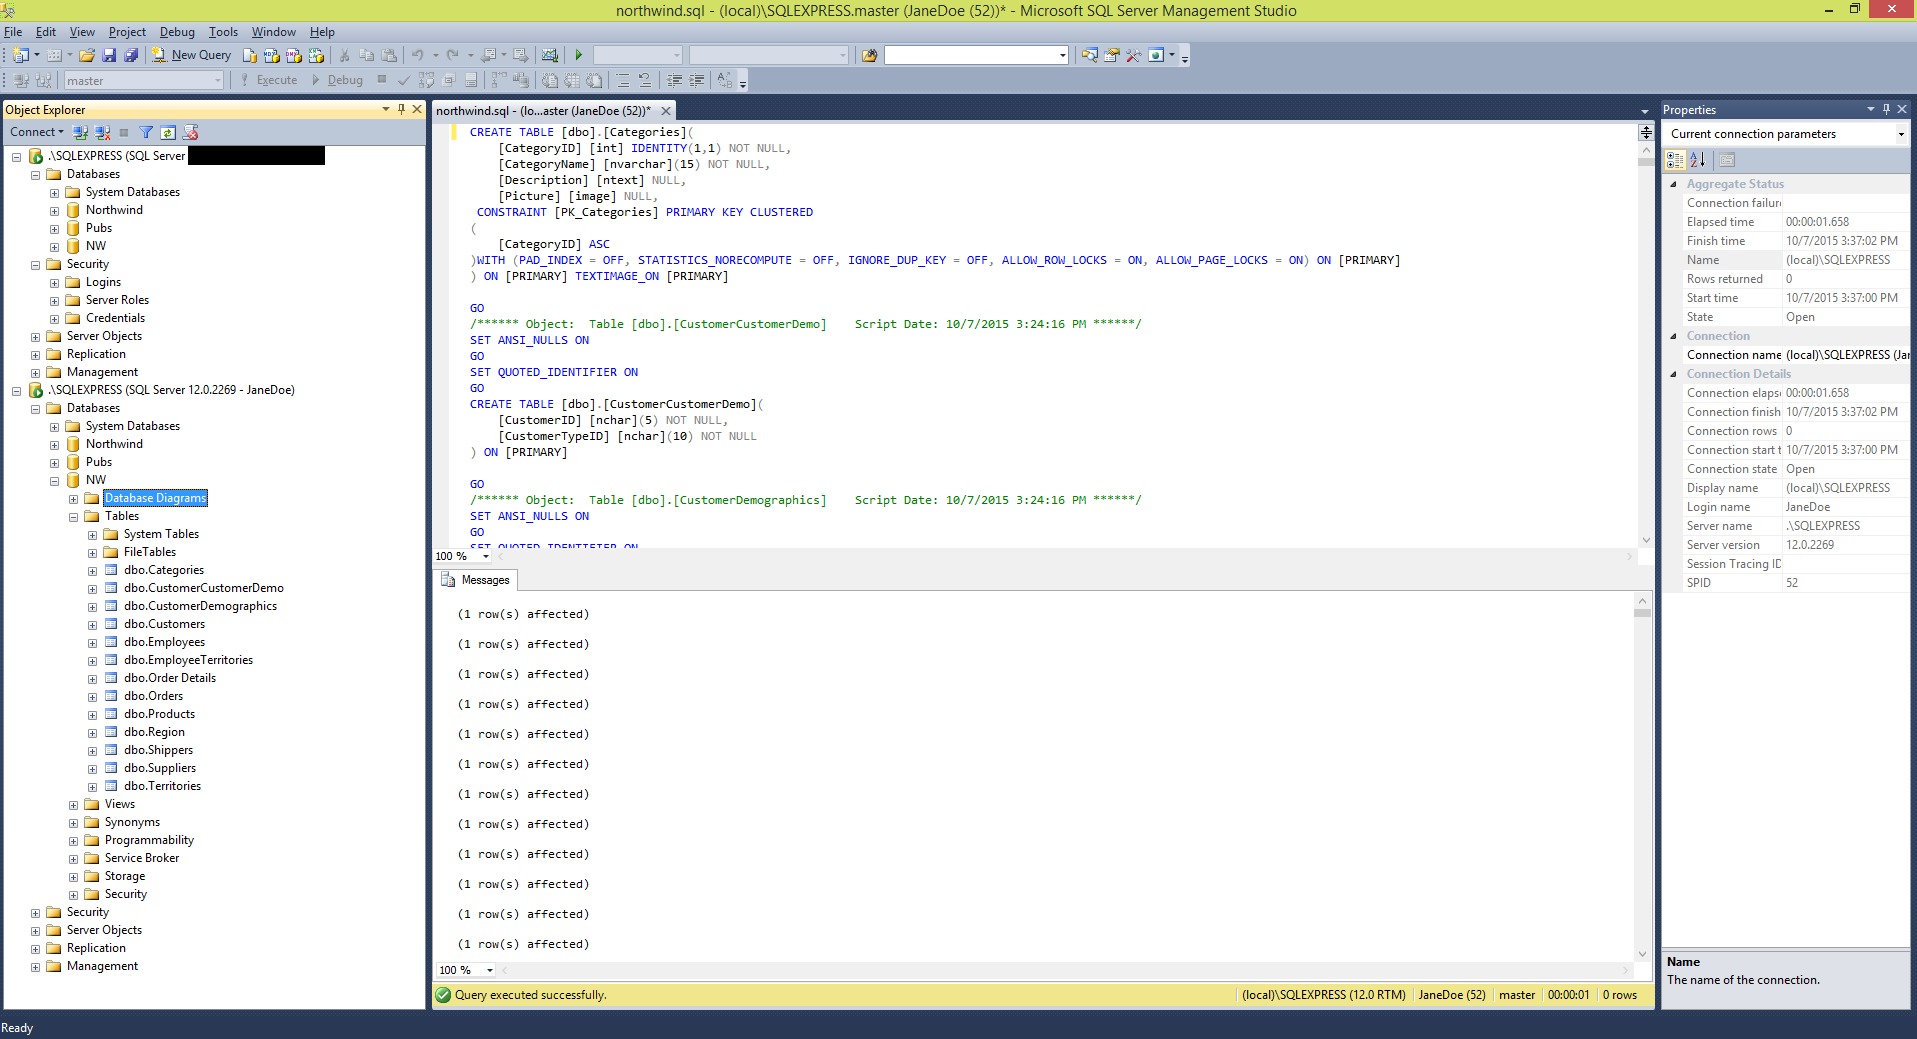 northwind.sql - (local)\SQLEXPRESS.master (JaneDoe (52))* - Microsoft SQL Server Management Studio
File Edit View Project Debug Tools Window Help
New Query
master Execute Debug
Object Explorer
Connect
.\SQLEXPRESS (SQL Server
Databases
System Databases
Northwind
Pubs
NW
Security
Logins
Server Roles
Credentials
Server Objects
Replication
Management
.\SQLEXPRESS (SQL Server 12.0.2269 - JaneDoe)
Databases
System Databases
Northwind
Pubs
NW
Database Diagrams
Tables
System Tables
FileTables
dbo.Categories
dbo.CustomerCustomerDemo
dbo.CustomerDemographics
dbo.Customers
dbo.Employees
dbo.EmployeeTerritories
dbo.Order Details
dbo.Orders
dbo.Products
dbo.Region
dbo.Shippers
dbo.Suppliers
dbo.Territories
Views
Synonyms
Programmability
Service Broker
Storage
Security
Security
Server Objects
Replication
Management
northwind.sql - (lo...aster (JaneDoe (52))*
CREATE TABLE [dbo].[Categories](
[CategoryID] [int] IDENTITY(1,1) NOT NULL,
[CategoryName] [nvarchar](15) NOT NULL,
[Description] [ntext] NULL,
[Picture] [image] NULL,
CONSTRAINT [PK_Categories] PRIMARY KEY CLUSTERED
(
[CategoryID] ASC
)WITH (PAD_INDEX = OFF, STATISTICS_NORECOMPUTE = OFF, IGNORE_DUP_KEY = OFF, ALLOW_ROW_LOCKS = ON, ALLOW_PAGE_LOCKS = ON) ON [PRIMARY]
) ON [PRIMARY] TEXTIMAGE_ON [PRIMARY]
GO
/****** Object:  Table [dbo].[CustomerCustomerDemo]    Script Date: 10/7/2015 3:24:16 PM ******/
SET ANSI_NULLS ON
GO
SET QUOTED_IDENTIFIER ON
GO
CREATE TABLE [dbo].[CustomerCustomerDemo](
[CustomerID] [nchar](5) NOT NULL,
[CustomerTypeID] [nchar](10) NOT NULL
) ON [PRIMARY]
GO
/****** Object:  Table [dbo].[CustomerDemographics]    Script Date: 10/7/2015 3:24:16 PM ******/
SET ANSI_NULLS ON
GO
SET QUOTED_IDENTIFIER ON
100 %
Messages
(1 row(s) affected)
(1 row(s) affected)
(1 row(s) affected)
(1 row(s) affected)
(1 row(s) affected)
(1 row(s) affected)
(1 row(s) affected)
(1 row(s) affected)
(1 row(s) affected)
(1 row(s) affected)
(1 row(s) affected)
(1 row(s) affected)
100 %
Query executed successfully. (local)\SQLEXPRESS (12.0 RTM) JaneDoe (52) master 00:00:01 0 rows
Properties
Current connection parameters
Aggregate Status
Connection failure
Elapsed time 00:00:01.658
Finish time 10/7/2015 3:37:02 PM
Name (local)\SQLEXPRESS
Rows returned 0
Start time 10/7/2015 3:37:00 PM
State Open
Connection
Connection name (local)\SQLEXPRESS (Jan
Connection Details
Connection elaps 00:00:01.658
Connection finish 10/7/2015 3:37:02 PM
Connection rows 0
Connection start t 10/7/2015 3:37:00 PM
Connection state Open
Display name (local)\SQLEXPRESS
Login name JaneDoe
Server name .\SQLEXPRESS
Server version 12.0.2269
Session Tracing ID
SPID 52
Name
The name of the connection.
Ready